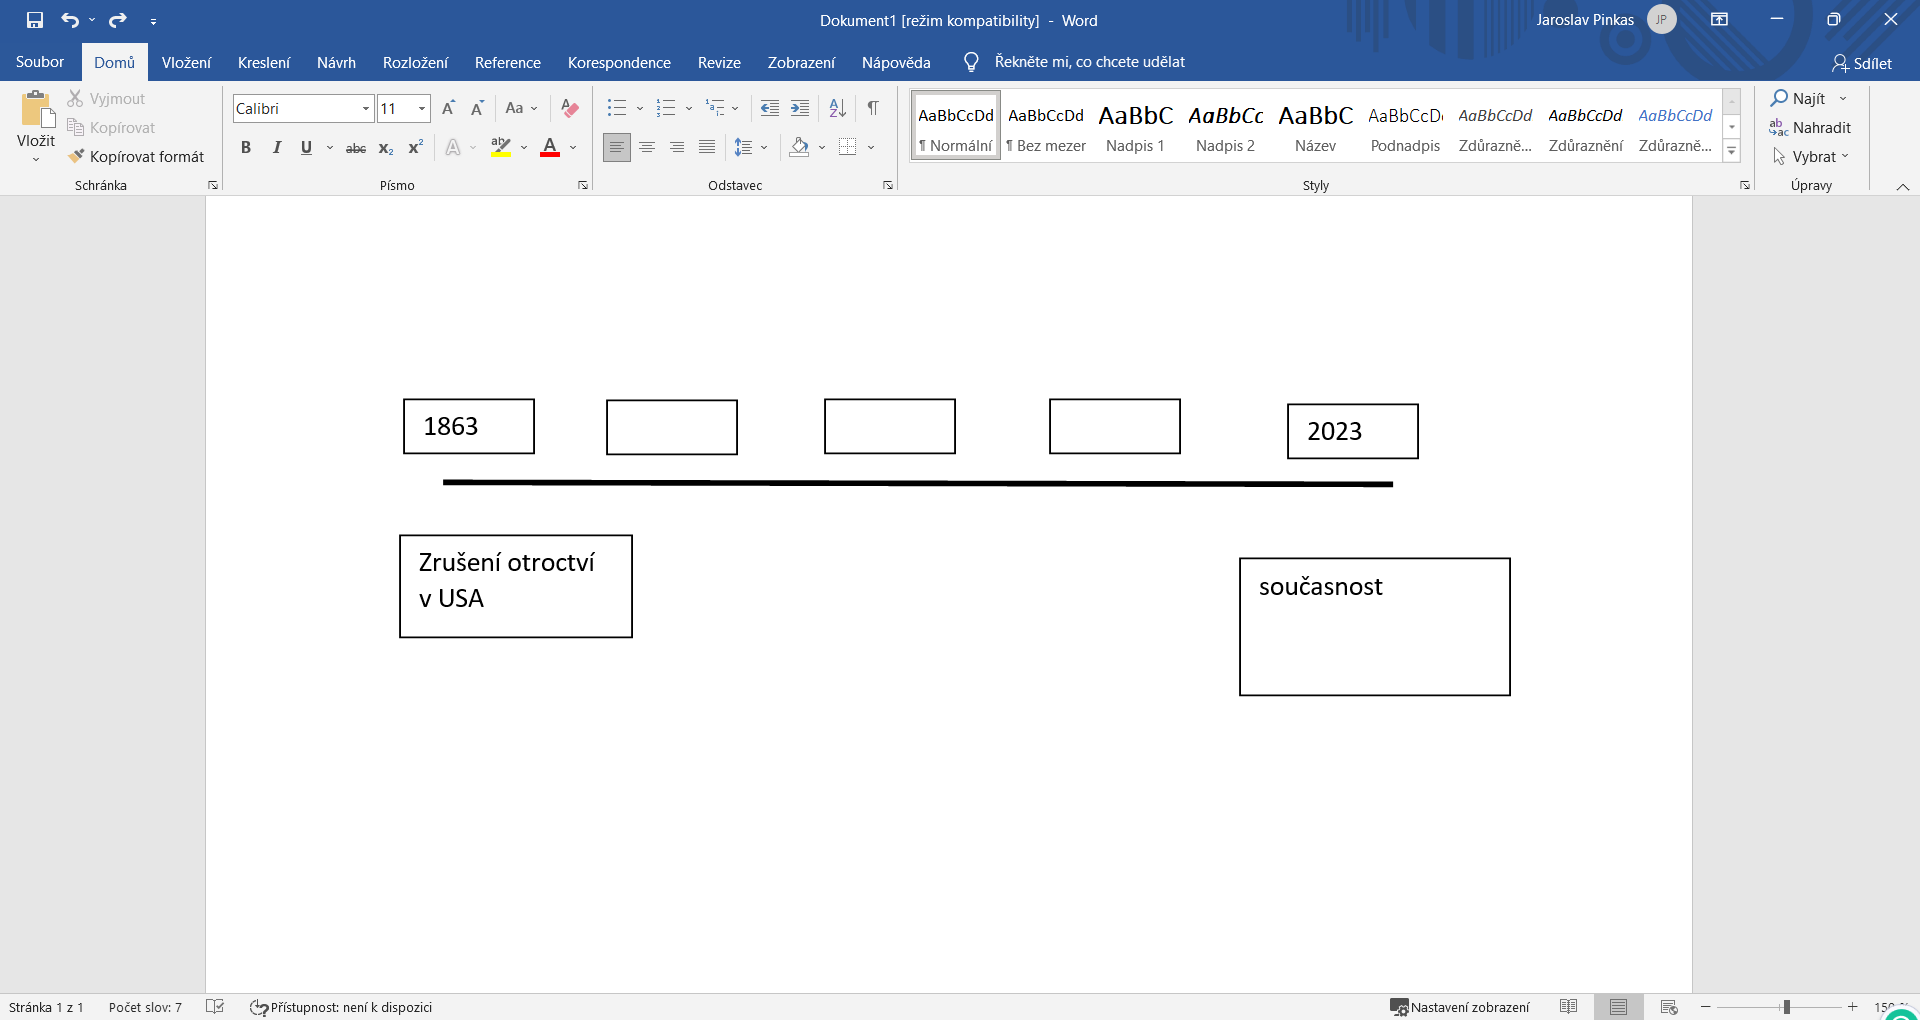 Dokument1 [režim kompatibility] - Word
Jaroslav Pinkas
JP
Soubor
Domů
Vložení
Kreslení
Návrh
Rozložení
Reference
Korespondence
Revize
Zobrazení
Nápověda
Řekněte mi, co chcete udělat
Sdílet
Vložit
Vyjmout
Kopírovat
Kopírovat formát
Schránka
Calibri
11
Písmo
Odstavec
AaBbCcDd
¶ Normální
AaBbCcDd
¶ Bez mezer
AaBbC
Nadpis 1
AaBbCc
Nadpis 2
AaBbC
Název
AaBbCcD
Podnadpis
AaBbCcDd
Zdůrazně...
AaBbCcDd
Zdůraznění
AaBbCcDd
Zdůrazně...
Styly
Najít
Nahradit
Vybrat
Úpravy
1863
2023
Zrušení otroctví
v USA
současnost
Stránka 1 z 1
Počet slov: 7
Přístupnost: není k dispozici
Nastavení zobrazení